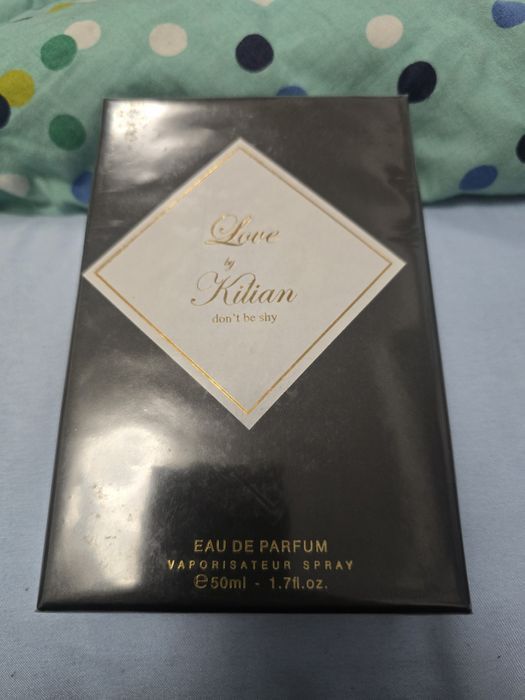 Love
by
Kilian
don't be shy
EAU DE PARFUM
VAPORISATEUR SPRAY
℮50ml - 1.7fl.oz.